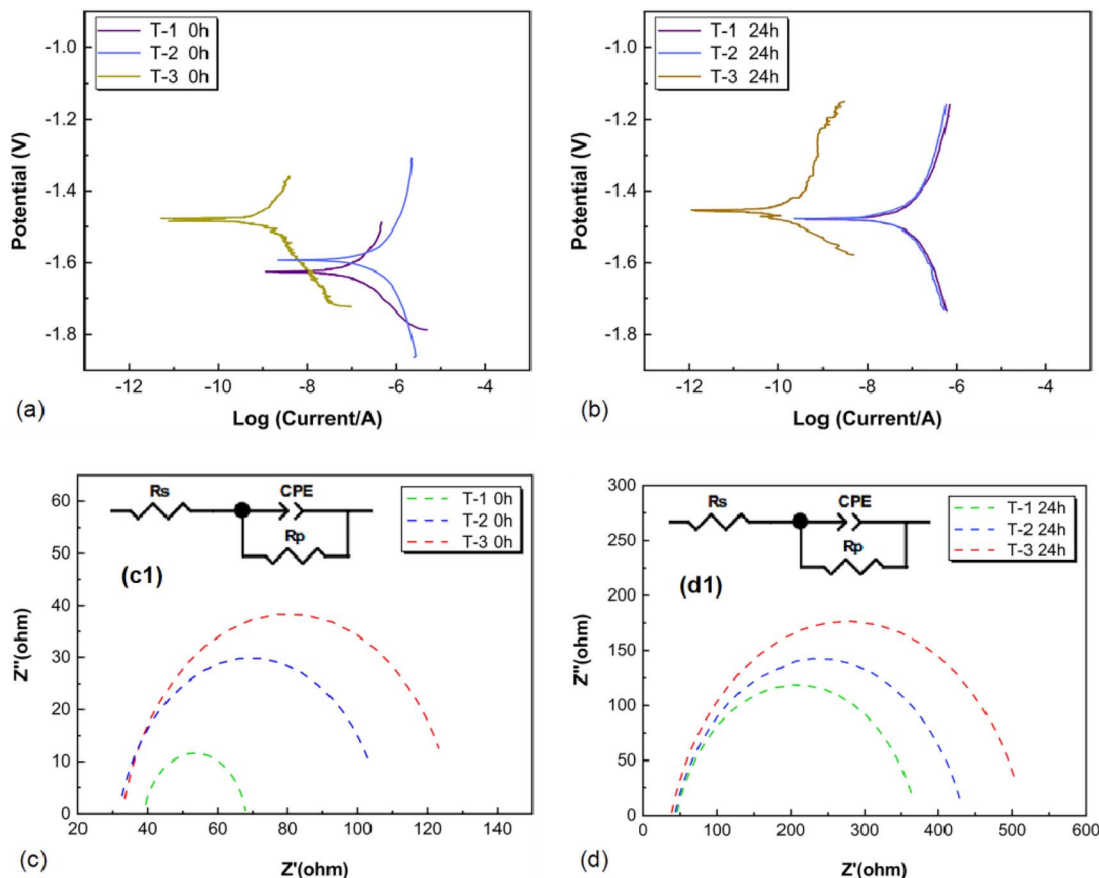 T-1 0h
T-2 0h
T-3 0h
-1.0
-1.2
-1.4
-1.6
-1.8
Potential (V)
-12
-10
-8
-6
-4
Log (Current/A)
(a)
T-1 24h
T-2 24h
T-3 24h
-1.0
-1.2
-1.4
-1.6
-1.8
Potential (V)
-12
-10
-8
-6
-4
Log (Current/A)
(b)
Rs
CPE
Rp
(c1)
T-1 0h
T-2 0h
T-3 0h
60
50
40
30
20
10
0
Z"(ohm)
20
40
60
80
100
120
140
Z'(ohm)
(c)
Rs
CPE
Rp
(d1)
T-1 24h
T-2 24h
T-3 24h
300
250
200
175
150
125
100
75
50
25
0
Z"(ohm)
0
100
200
300
400
500
600
Z'(ohm)
(d)